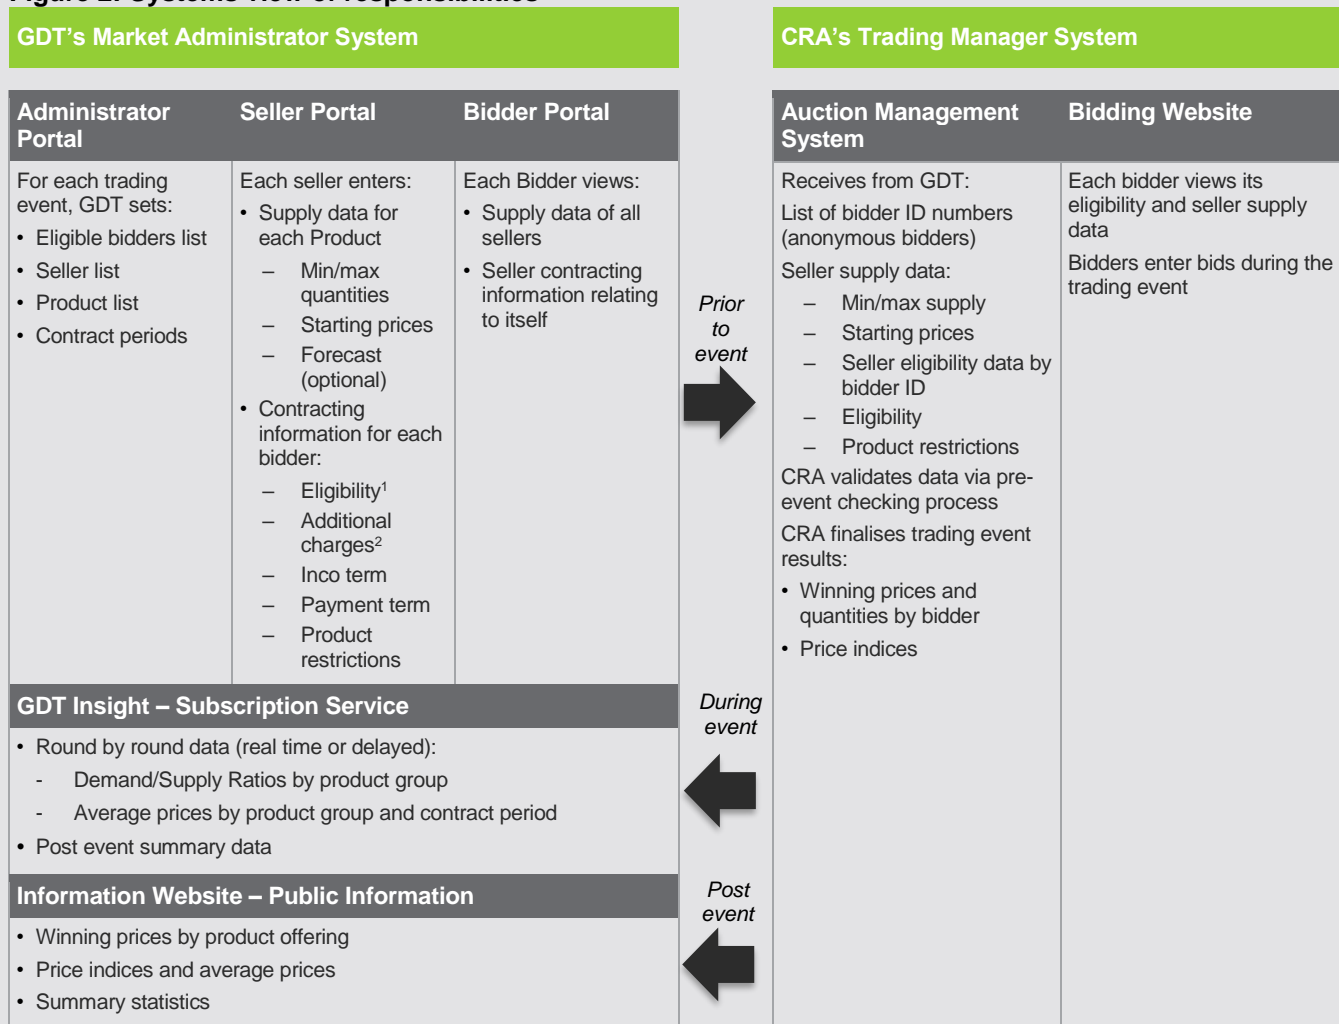 Figure 2: Systems view of responsibilities
GDT’s Market Administrator System
Administrator
Portal
Seller Portal
Bidder Portal
For each trading
event, GDT sets:
• Eligible bidders list
• Seller list
• Product list
• Contract periods
Each seller enters:
• Supply data for
each Product
– Min/max
quantities
– Starting prices
– Forecast
(optional)
• Contracting
information for each
bidder:
– Eligibility¹
– Additional
charges²
– Inco term
– Payment term
– Product
restrictions
Each Bidder views:
• Supply data of all
sellers
• Seller contracting
information relating
to itself
GDT Insight – Subscription Service
• Round by round data (real time or delayed):
- Demand/Supply Ratios by product group
- Average prices by product group and contract period
• Post event summary data
Information Website – Public Information
• Winning prices by product offering
• Price indices and average prices
• Summary statistics
Prior
to
event
During
event
Post
event
CRA’s Trading Manager System
Auction Management
System
Bidding Website
Receives from GDT:
List of bidder ID numbers
(anonymous bidders)
Seller supply data:
– Min/max supply
– Starting prices
– Seller eligibility data by
bidder ID
– Eligibility
– Product restrictions
CRA validates data via pre-
event checking process
CRA finalises trading event
results:
• Winning prices and
quantities by bidder
• Price indices
Each bidder views its
eligibility and seller supply
data
Bidders enter bids during the
trading event